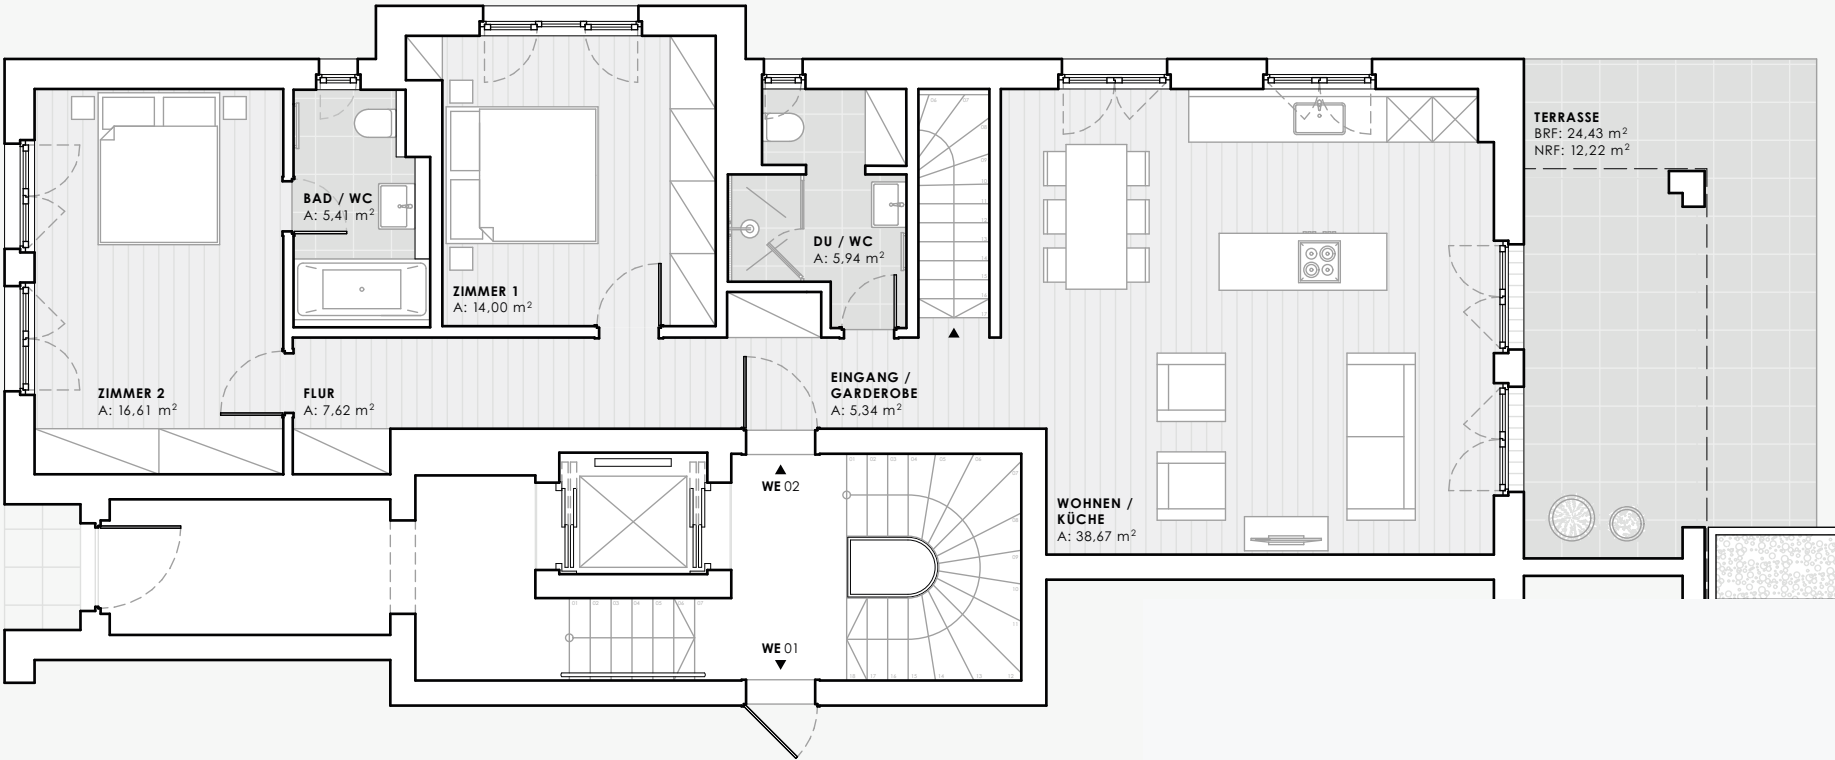 TERRASSE
BRF: 24,43 m²
NRF: 12,22 m²
BAD / WC
A: 5,41 m²
DU / WC
A: 5,94 m²
ZIMMER 1
A: 14,00 m²
ZIMMER 2
A: 16,61 m²
FLUR
A: 7,62 m²
EINGANG /
GARDEROBE
A: 5,34 m²
WE 02
WOHNEN /
KÜCHE
A: 38,67 m²
WE 01